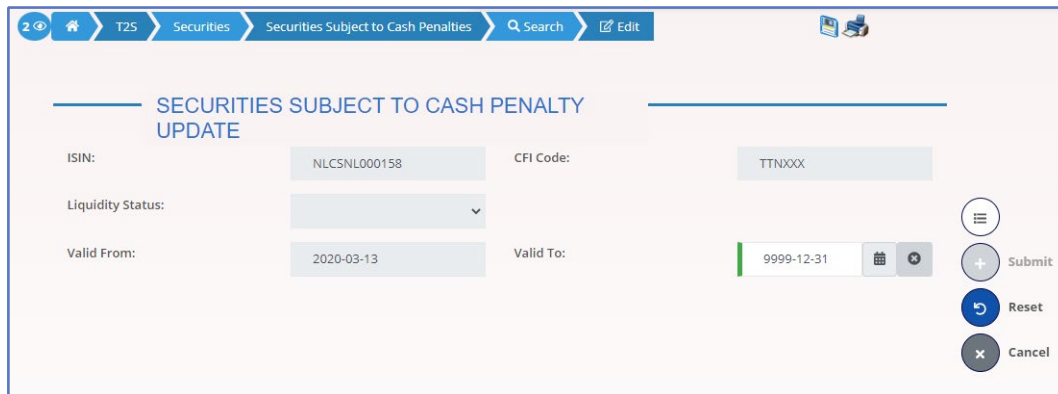 2 T2S Securities Securities Subject to Cash Penalties Search Edit
SECURITIES SUBJECT TO CASH PENALTY
UPDATE
ISIN: NLCSNL000158 CFI Code: TTNXXX
Liquidity Status:
Valid From: 2020-03-13 Valid To: 9999-12-31
Submit
Reset
Cancel